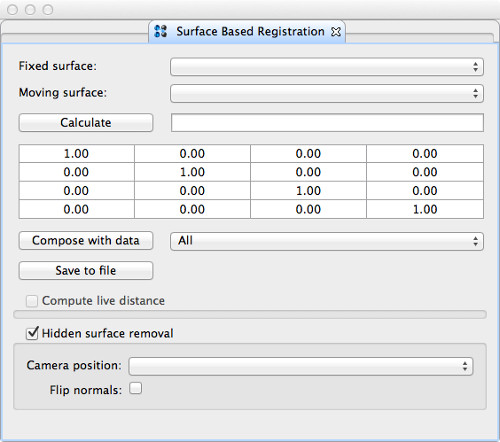 Surface Based Registration
Fixed surface:
Moving surface:
Calculate
1.00 0.00 0.00 0.00
0.00 1.00 0.00 0.00
0.00 0.00 1.00 0.00
0.00 0.00 0.00 1.00
Compose with data All
Save to file
Compute live distance
Hidden surface removal
Camera position:
Flip normals: